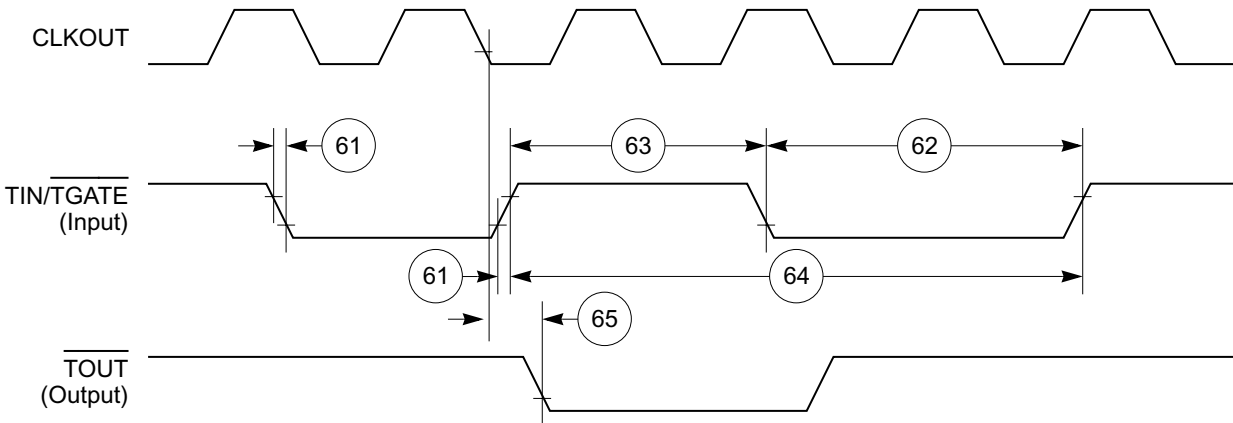 CLKOUT
61
63
62
TIN/TGATE
(Input)
61
64
65
TOUT
(Output)